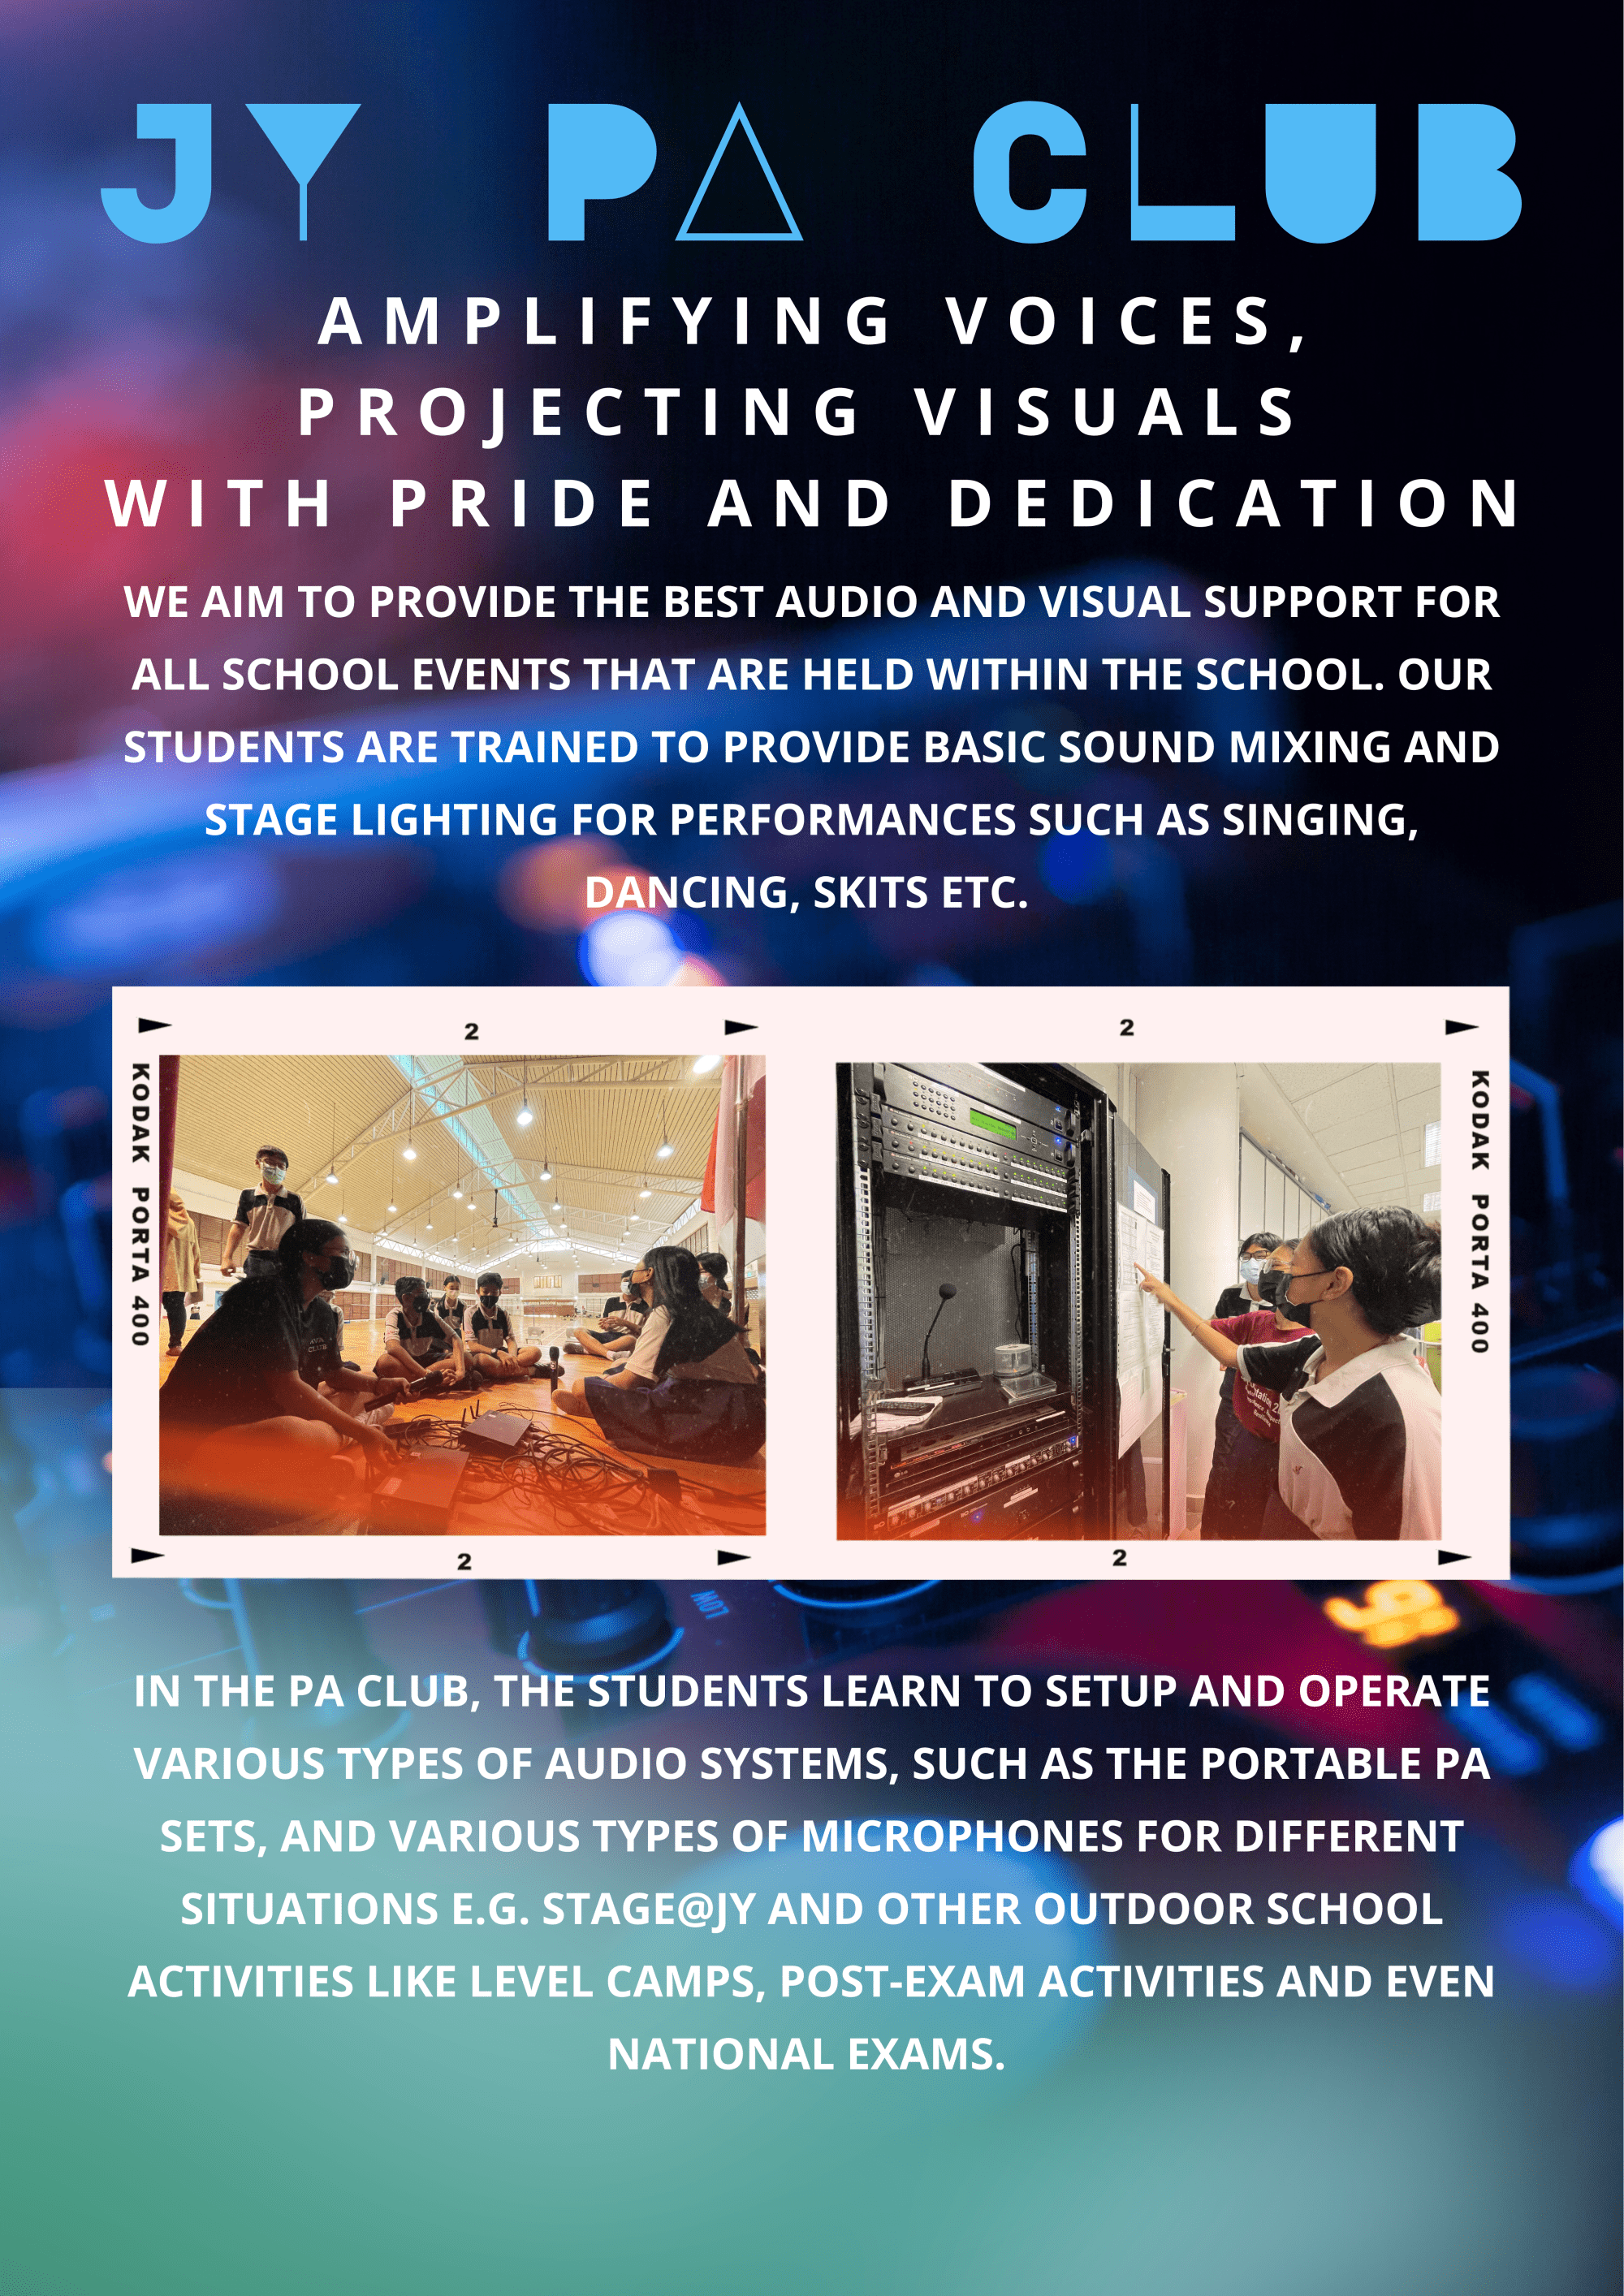 JY PA CLUB
AMPLIFYING VOICES,
PROJECTING VISUALS
WITH PRIDE AND DEDICATION
WE AIM TO PROVIDE THE BEST AUDIO AND VISUAL SUPPORT FOR
ALL SCHOOL EVENTS THAT ARE HELD WITHIN THE SCHOOL. OUR
STUDENTS ARE TRAINED TO PROVIDE BASIC SOUND MIXING AND
STAGE LIGHTING FOR PERFORMANCES SUCH AS SINGING,
DANCING, SKITS ETC.
2
2
KODAK PORTA 400
KODAK PORTA 400
2
2
LOW
IN THE PA CLUB, THE STUDENTS LEARN TO SETUP AND OPERATE
VARIOUS TYPES OF AUDIO SYSTEMS, SUCH AS THE PORTABLE PA
SETS, AND VARIOUS TYPES OF MICROPHONES FOR DIFFERENT
SITUATIONS E.G. STAGE@JY AND OTHER OUTDOOR SCHOOL
ACTIVITIES LIKE LEVEL CAMPS, POST-EXAM ACTIVITIES AND EVEN
NATIONAL EXAMS.